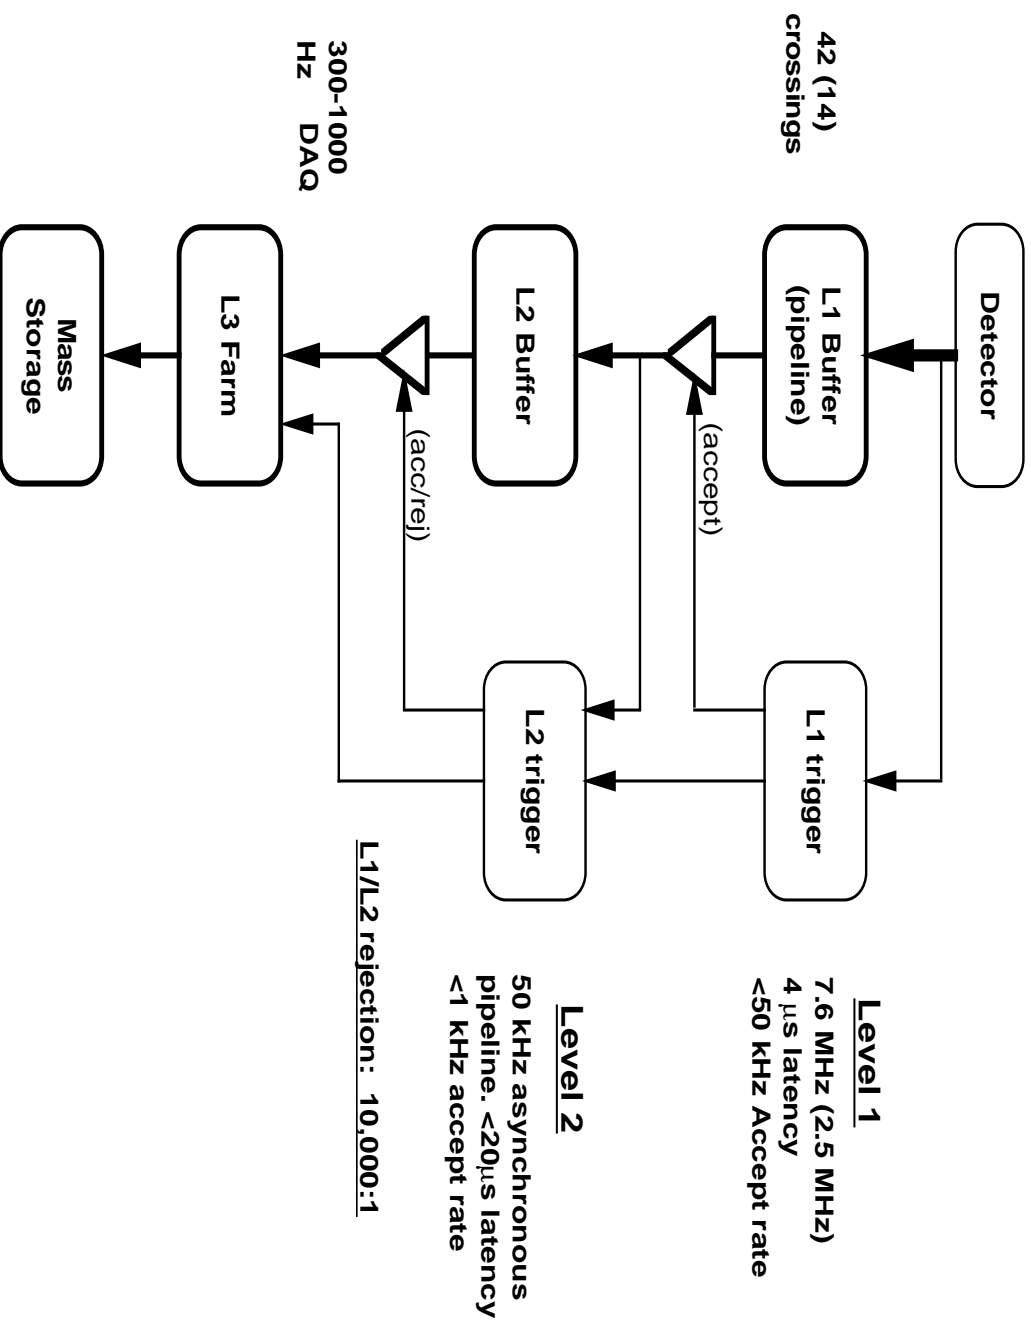 Detector
42 (14)
crossings
L1 Buffer
(pipeline)
L1 trigger
Level 1
7.6 MHz (2.5 MHz)
4 μs latency
<50 kHz Accept rate
(accept)
L2 Buffer
L2 trigger
Level 2
50 kHz asynchronous
pipeline. <20μs latency
<1 kHz accept rate
(acc/rej)
L1/L2 rejection: 10,000:1
300-1000
Hz DAQ
L3 Farm
Mass
Storage